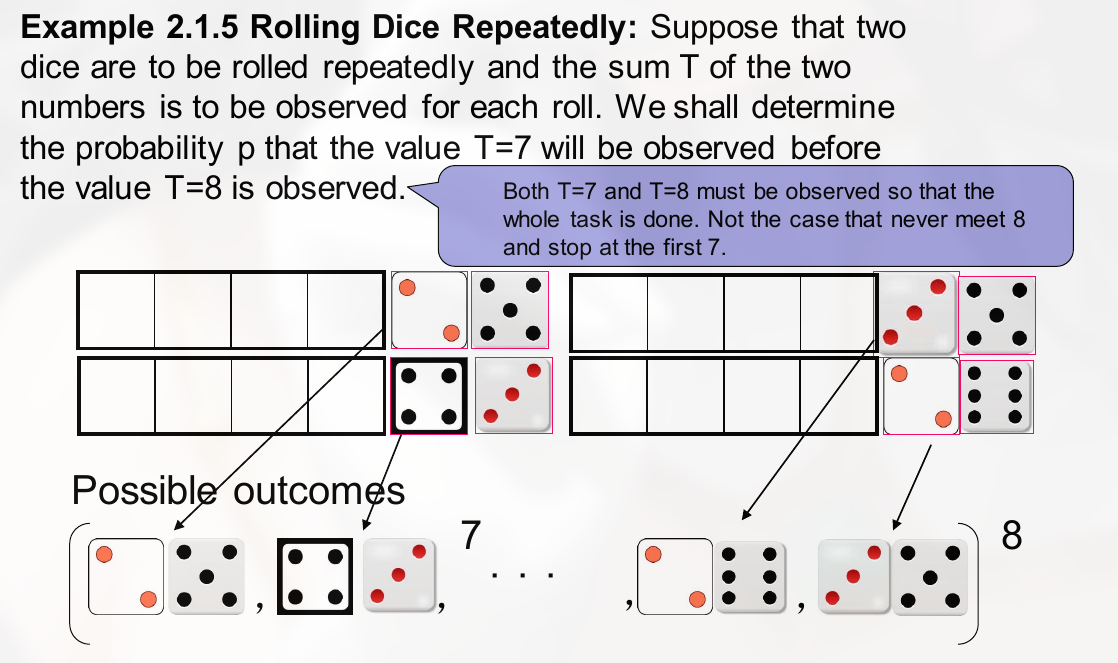 Example 2.1.5 Rolling Dice Repeatedly: Suppose that two
dice are to be rolled repeatedly and the sum T of the two
numbers is to be observed for each roll. We shall determine
the probability p that the value T=7 will be observed before
the value T=8 is observed.
Both T=7 and T=8 must be observed so that the
whole task is done. Not the case that never meet 8
and stop at the first 7.
Possible outcomes
, , 7 . . . , , 8